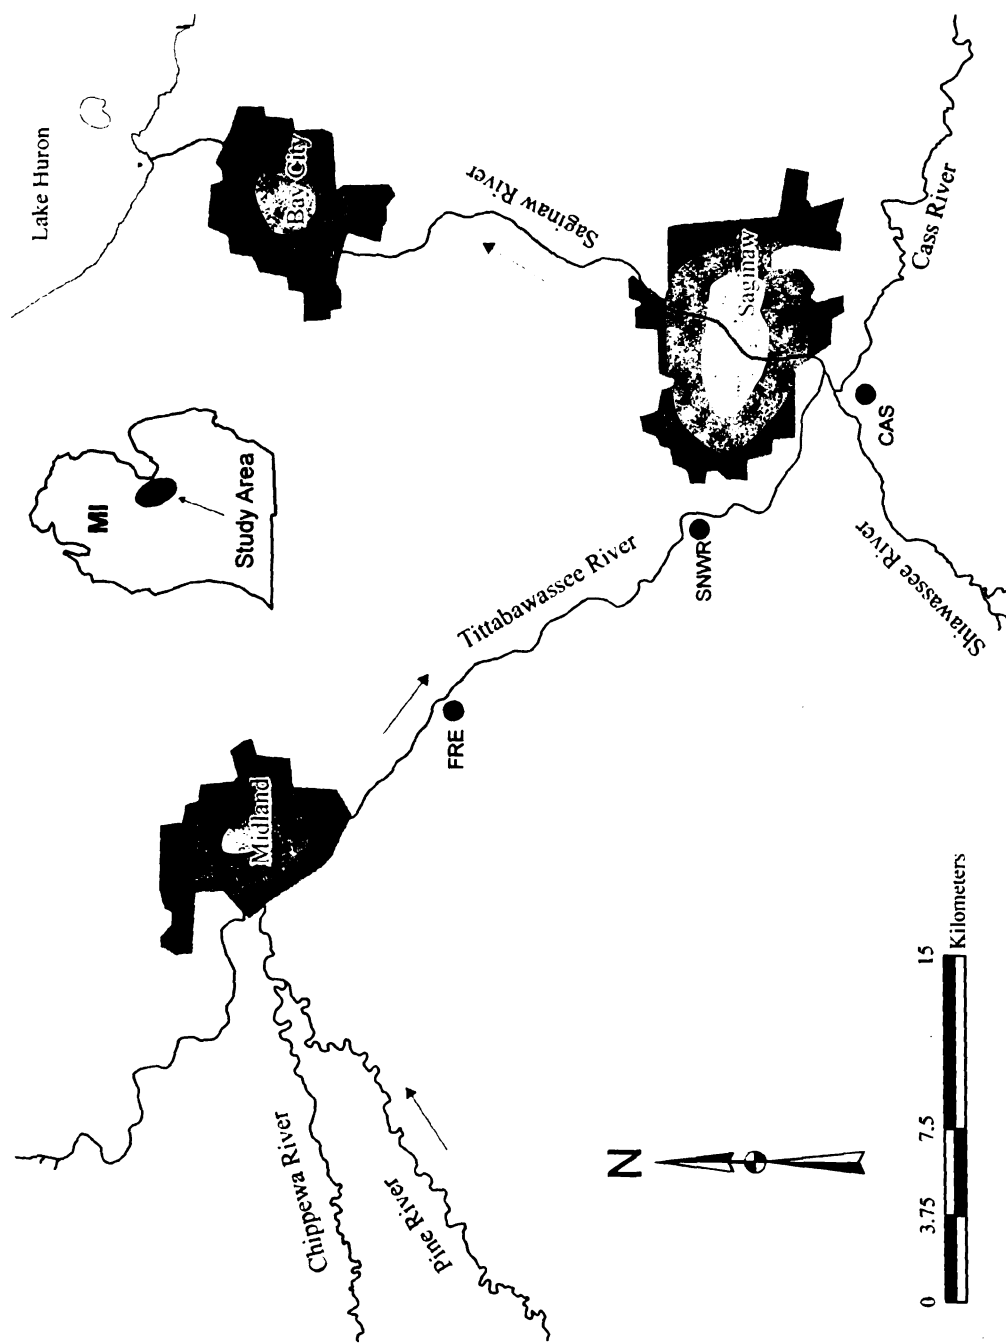 Lake Huron
Bay City
Saginaw River
MI
Study Area
Midland
Saginaw
Tittabawassee River
Cass River
FRE
SNWR
CAS
Chippewa River
Pine River
Shiawassee River
N
0 3.75 7.5 15
Kilometers